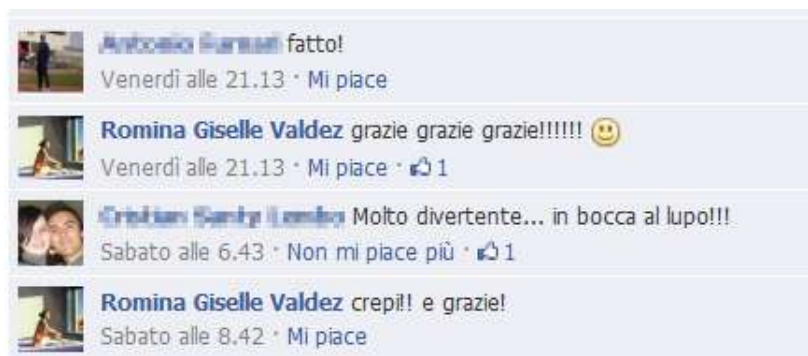 fatto!
Venerdì alle 21.13 · Mi piace
Romina Giselle Valdez grazie grazie grazie!!!!!!
Venerdì alle 21.13 · Mi piace · 1
Molto divertente... in bocca al lupo!!!
Sabato alle 6.43 · Non mi piace più · 1
Romina Giselle Valdez crepi!! e grazie!
Sabato alle 8.42 · Mi piace